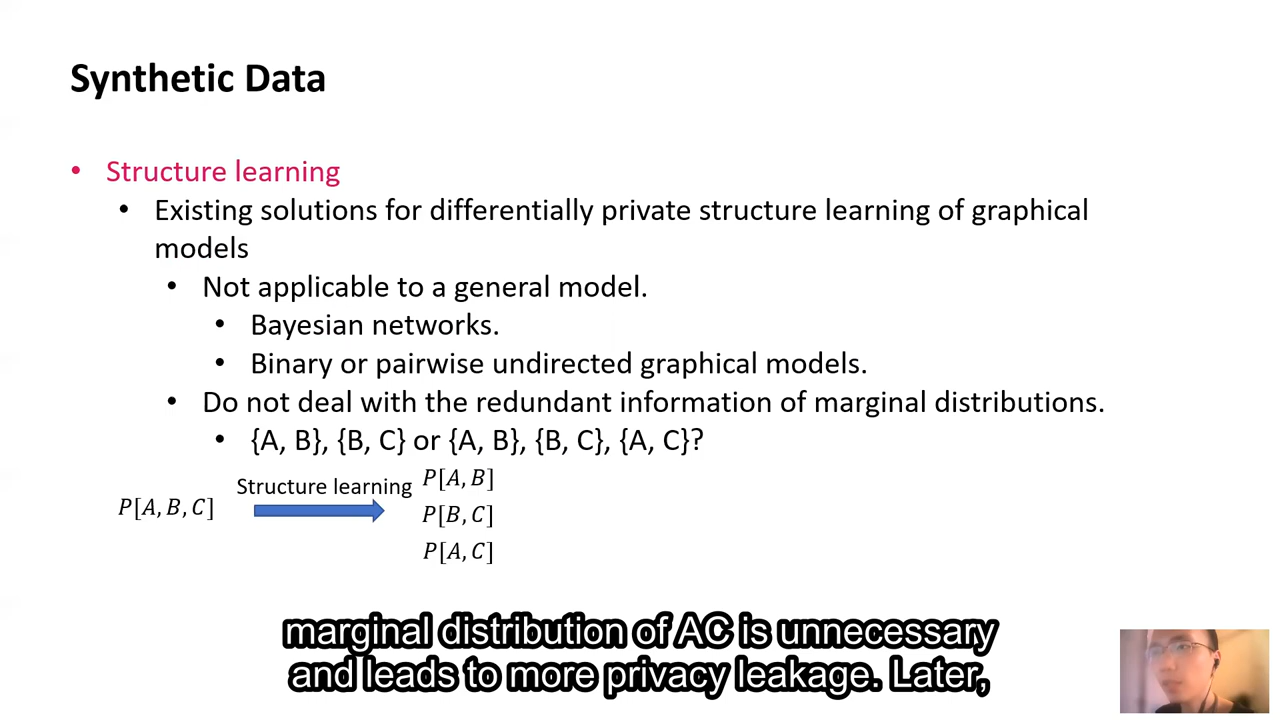 Synthetic Data
• Structure learning
• Existing solutions for differentially private structure learning of graphical
models
• Not applicable to a general model.
• Bayesian networks.
• Binary or pairwise undirected graphical models.
• Do not deal with the redundant information of marginal distributions.
• {A, B}, {B, C} or {A, B}, {B, C}, {A, C}?
P[A, B, C]
Structure learning
P[A, B]
P[B, C]
P[A, C]
marginal distribution of AC is unnecessary
and leads to more privacy leakage. Later,